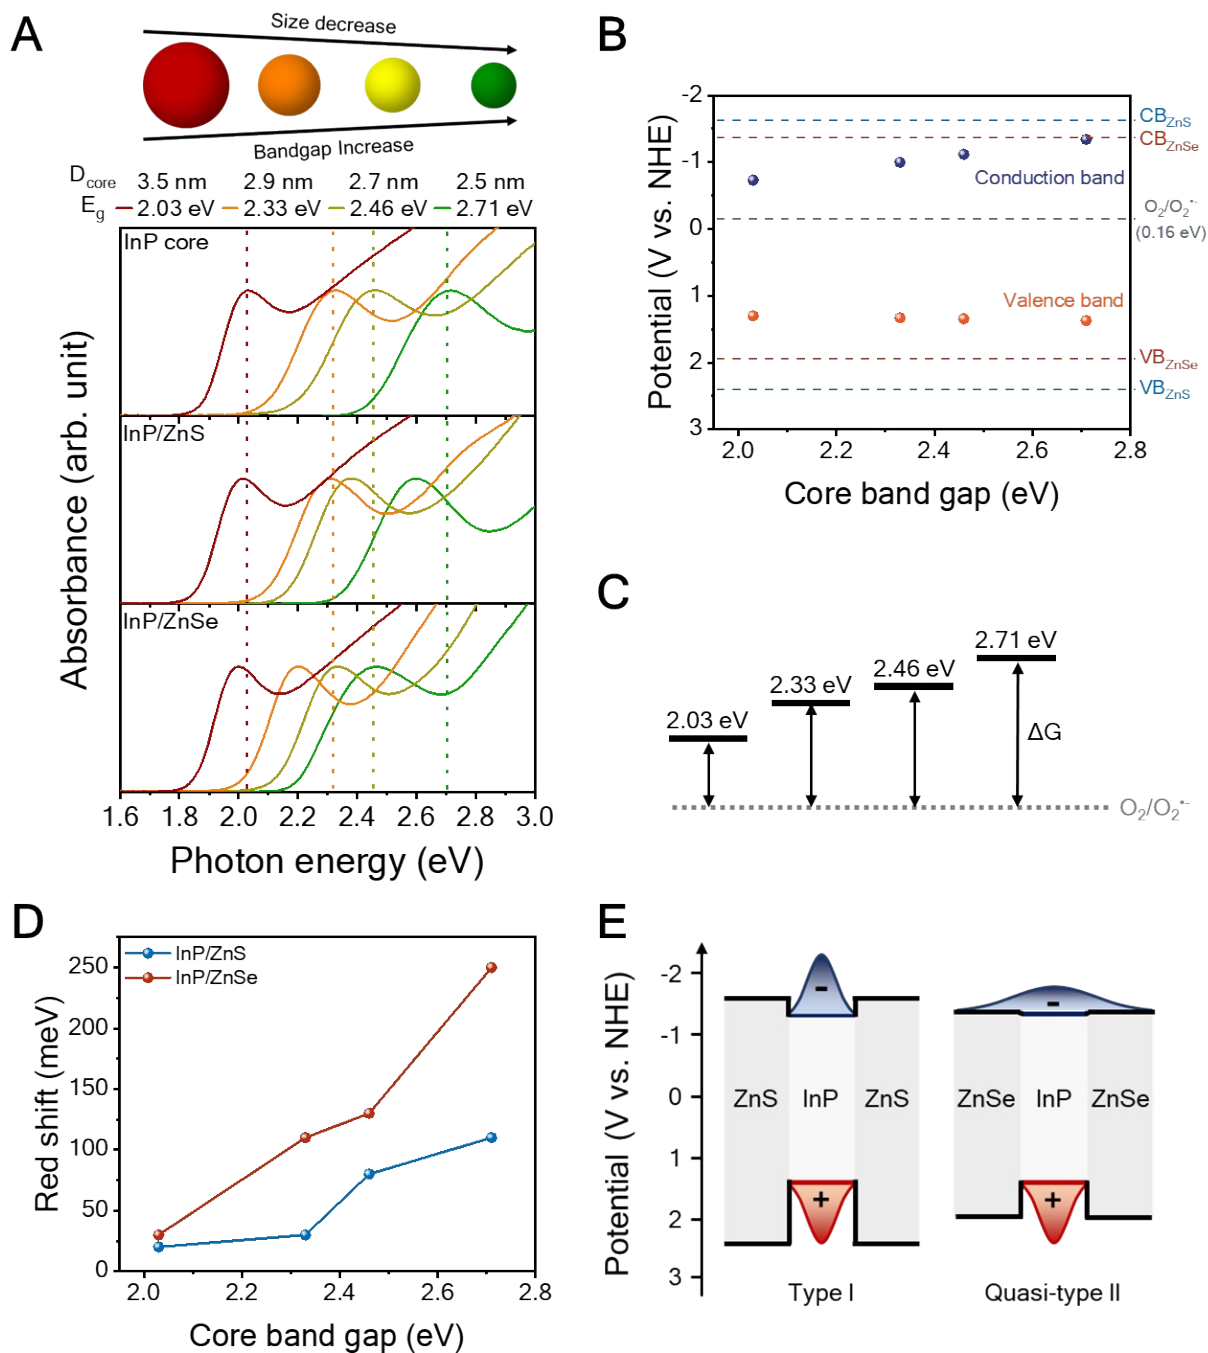 A
Size decrease
Bandgap Increase
D_core 3.5 nm 2.9 nm 2.7 nm 2.5 nm
E_g 2.03 eV 2.33 eV 2.46 eV 2.71 eV
InP core
InP/ZnS
InP/ZnSe
Absorbance (arb. unit)
1.6 1.8 2.0 2.2 2.4 2.6 2.8 3.0
Photon energy (eV)
B
Potential (V vs. NHE)
-2
-1
0
1
2
3
CB_ZnS
CB_ZnSe
Conduction band
O₂/O₂•−
(0.16 eV)
Valence band
VB_ZnSe
VB_ZnS
2.0 2.2 2.4 2.6 2.8
Core band gap (eV)
C
2.03 eV
2.33 eV
2.46 eV
2.71 eV
ΔG
O₂/O₂•−
D
InP/ZnS
InP/ZnSe
Red shift (meV)
250
200
150
100
50
0
2.0 2.2 2.4 2.6 2.8
Core band gap (eV)
E
Potential (V vs. NHE)
-2
-1
0
1
2
3
-
-
ZnS InP ZnS
ZnSe InP ZnSe
+
+
Type I
Quasi-type II